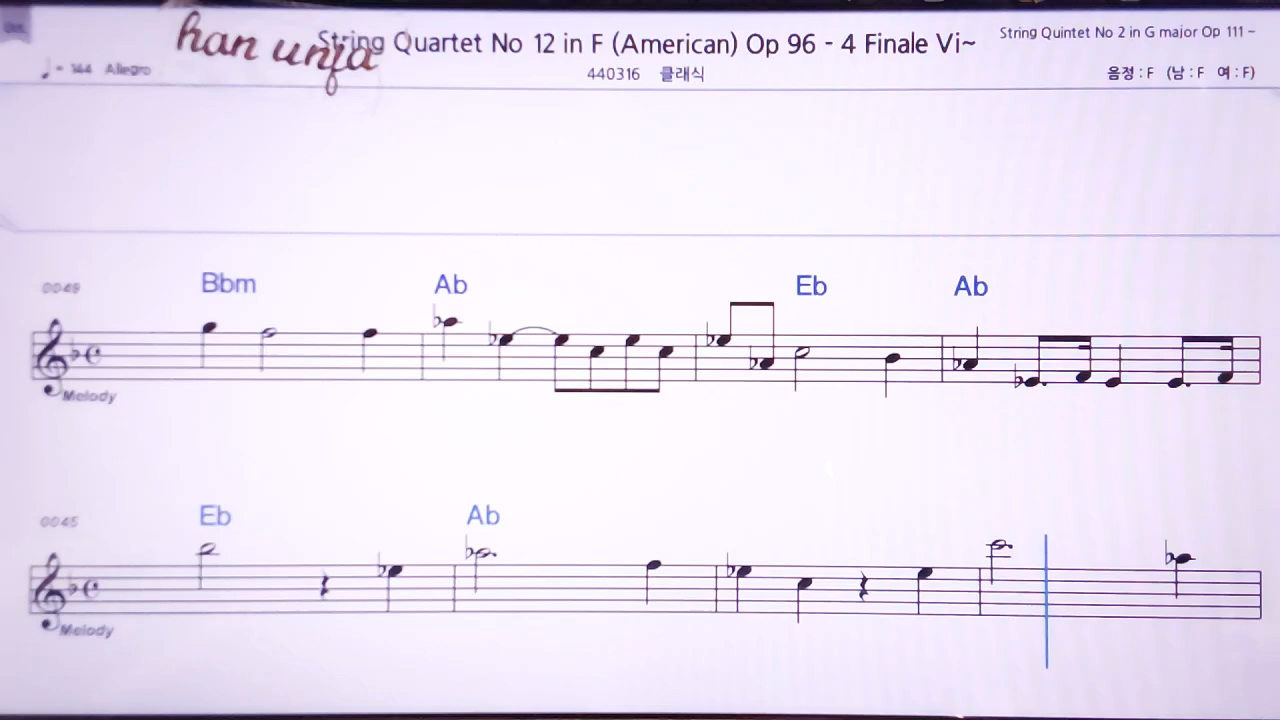 han unfa
String Quartet No 12 in F (American) Op 96 - 4 Finale Vi~
String Quintet No 2 in G major Op 111 ~
♩ = 144 Allegro
440316 클래식
음정 : F (남 : F 여 : F)
0049
Bbm Ab Eb Ab
Melody
0045
Eb Ab
Melody